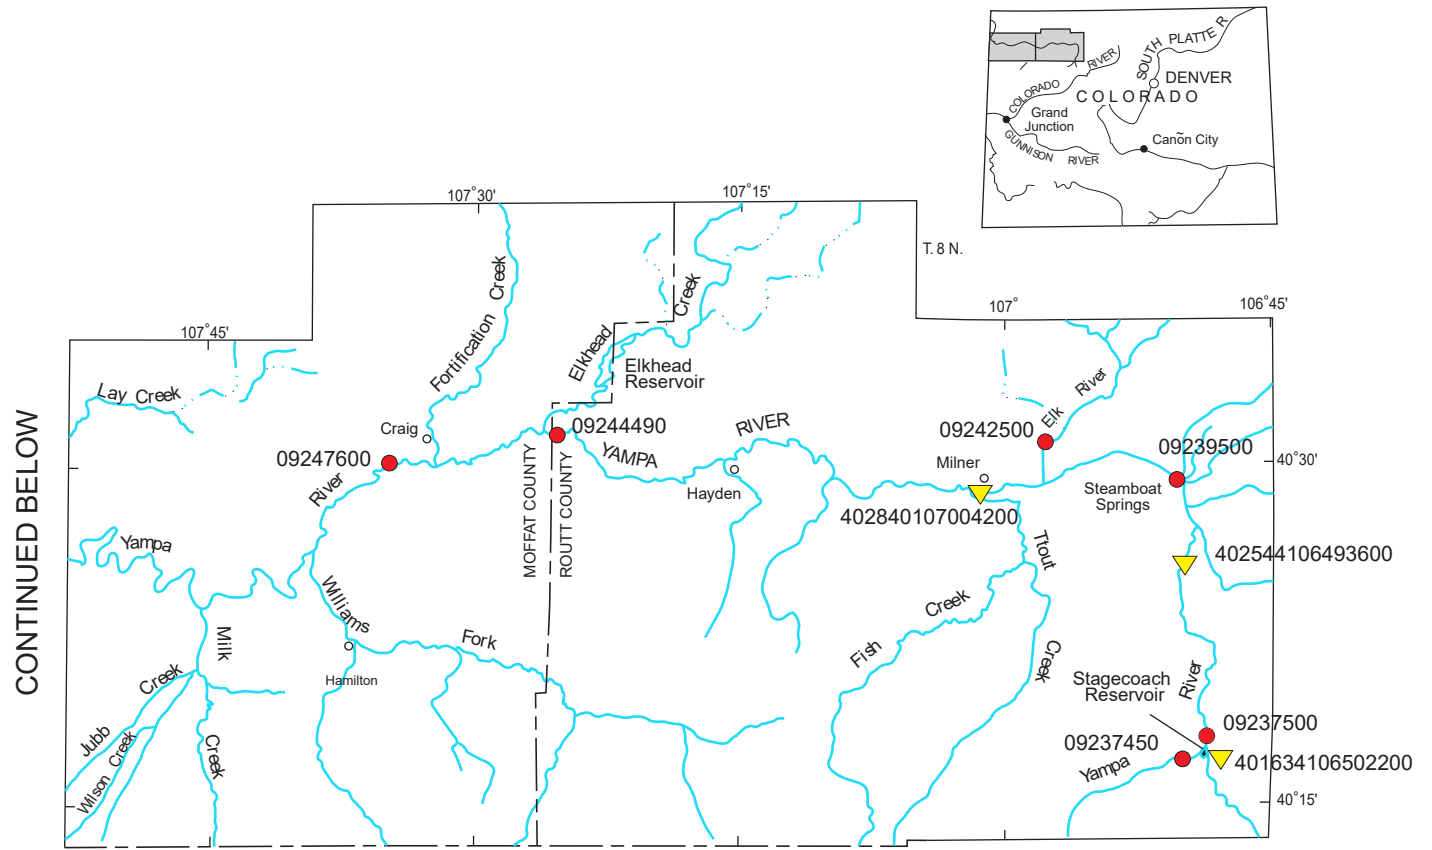 SOUTH PLATTE R
RIVER
DENVER
COLORADO
COLORADO
Grand
Junction
GUNNISON RIVER
Cañon City
107°30'
107°15'
T. 8 N.
107°
106°45'
107°45'
Fortification Creek
Elkhead Creek
Elkhead
Reservoir
Lay Creek
Elk River
CONTINUED BELOW
Craig
09244490
YAMPA RIVER
09242500
09239500
40°30'
09247600
River
Milner
Hayden
Steamboat
Springs
402840107004200
MOFFAT COUNTY
ROUTT COUNTY
Yampa
Ttout
Creek
402544106493600
Williams
Fork
Milk
Creek
Fish Creek
Hamilton
Stagecoach
Reservoir
River
Jubb Creek
Wilson Creek
09237500
09237450
401634106502200
Yampa
40°15'